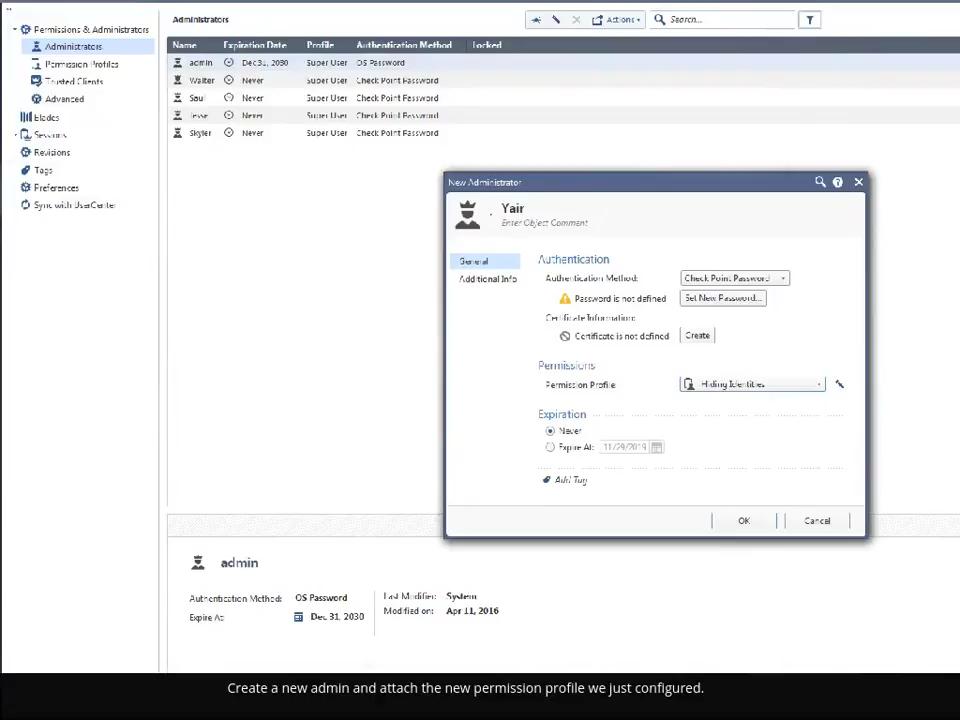 Permissions & Administrators
Administrators
Permission Profiles
Trusted Clients
Advanced
Blades
Sessions
Revisions
Tags
Preferences
Sync with UserCenter
Administrators
Actions
Search...
Name Expiration Date Profile Authentication Method Locked
admin Dec 31, 2030 Super User OS Password
Walter Never Super User Check Point Password
Saul Never Super User Check Point Password
Jesse Never Super User Check Point Password
Skyler Never Super User Check Point Password
New Administrator
Yair
Enter Object Comment
General
Additional Info
Authentication
Authentication Method: Check Point Password
Password is not defined Set New Password...
Certificate Information:
Certificate is not defined Create
Permissions
Permission Profile: Hiding Identities
Expiration
Never
Expire At: 11/29/2019
Add Tag
OK Cancel
admin
Authentication Method: OS Password
Expire At: Dec 31, 2030
Last Modifier: System
Modified on: Apr 11, 2016
Create a new admin and attach the new permission profile we just configured.